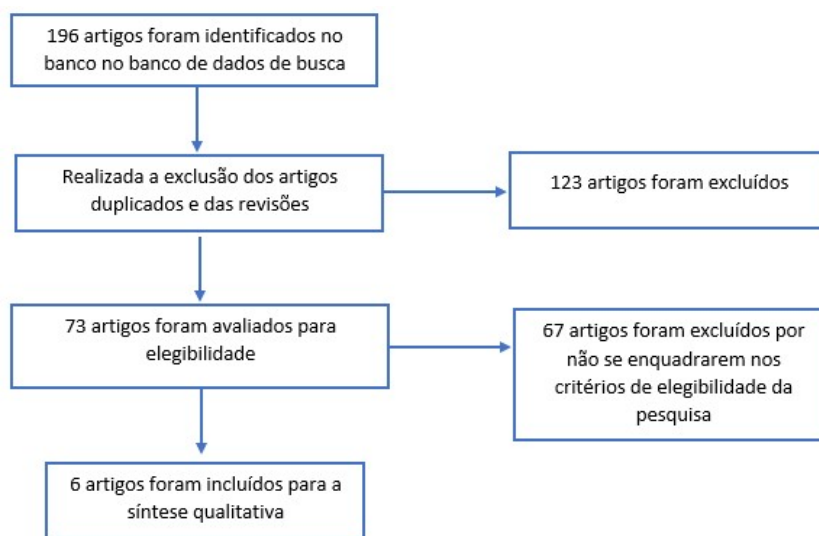 196 artigos foram identificados no
banco no banco de dados de busca
Realizada a exclusão dos artigos
duplicados e das revisões
123 artigos foram excluídos
73 artigos foram avaliados para
elegibilidade
67 artigos foram excluídos por
não se enquadrarem nos
critérios de elegibilidade da
pesquisa
6 artigos foram incluídos para a
síntese qualitativa